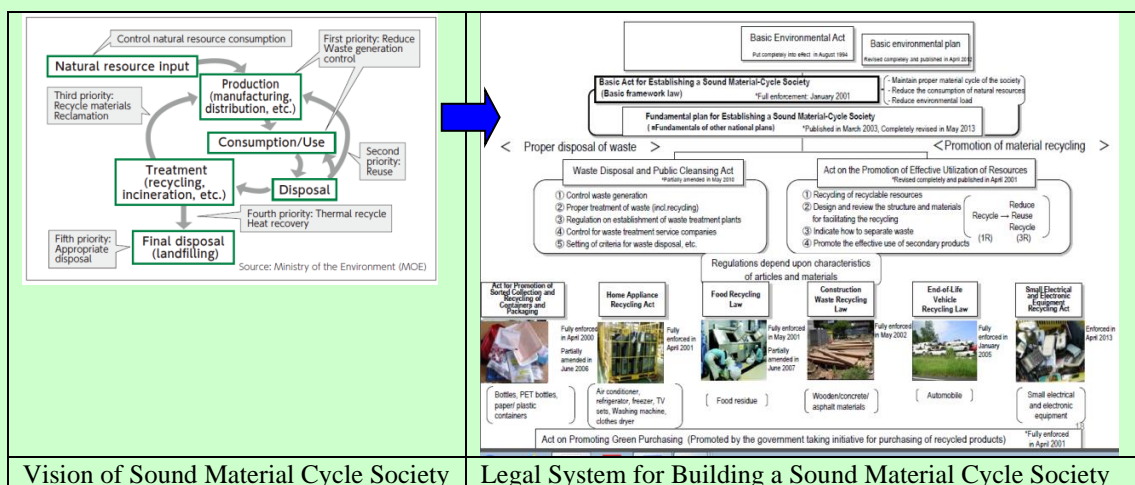 Control natural resource consumption
First priority: Reduce
Waste generation
control
Natural resource input
Production
(manufacturing,
distribution, etc.)
Third priority:
Recycle materials
Reclamation
Consumption/Use
Second
priority:
Reuse
Treatment
(recycling,
incineration, etc.)
Disposal
Fourth priority: Thermal recycle
Heat recovery
Fifth priority:
Appropriate
disposal
Final disposal
(landfilling)
Source: Ministry of the Environment (MOE)
Vision of Sound Material Cycle Society
Basic Environmental Act
Put completely into effect in August 1994
Basic environmental plan
Revised completely and published in April
Basic Act for Establishing a Sound Material-Cycle Society
(Basic framework law)
*Full enforcement: January 2001
- Maintain proper material cycle of the society
- Reduce the consumption of natural resources
- Reduce environmental load
Fundamental plan for Establishing a Sound Material-Cycle Society
(=Fundamentals of other national plans)
*Published in March 2003, Completely revised in May 2013
< Proper disposal of waste >
<Promotion of material recycling >
Waste Disposal and Public Cleansing Act
*Partially amended in May 2010
① Control waste generation
② Proper treatment of waste (incl.recycling)
③ Regulation on establishment of waste treatment plants
④ Control for waste treatment service companies
⑤ Setting of criteria for waste disposal, etc.
Act on the Promotion of Effective Utilization of Resources
*Revised completely and published in April 2001
① Recycling of recyclable resources
② Design and review the structure and materials
for facilitating the recycling
③ Indicate how to separate waste
④ Promote the effective use of secondary products
Reduce
Recycle → Reuse
Recycle
(1R) (3R)
Regulations depend upon characteristics
of articles and materials
Act for Promotion of
Sorted Collection and
Recycling of
Containers and
Packaging
Fully enforced
in April 2000
Partially
amended in
June 2006
Bottles, PET bottles,
paper/ plastic
containers
Home Appliance
Recycling Act
Fully
enforced in
April 2001
Air conditioner,
refrigerator, freezer, TV
sets, Washing machine,
clothes dryer
Food Recycling
Law
Fully enforced
in May 2001
Partially
amended in
June 2007
Food residue
Construction
Waste Recycling
Law
Fully enforced
in May 2002
Wooden/concrete/
asphalt materials
End-of-Life
Vehicle
Recycling Law
Fully
enforced in
January
2005
Automobile
Small Electrical
and Electronic
Equipment
Recycling Act
Enforced in
April 2013
Small electrical
and electronic
equipment
Act on Promoting Green Purchasing (Promoted by the government taking initiative for purchasing of recycled products)
*Fully enforced
in April 2001
Legal System for Building a Sound Material Cycle Society